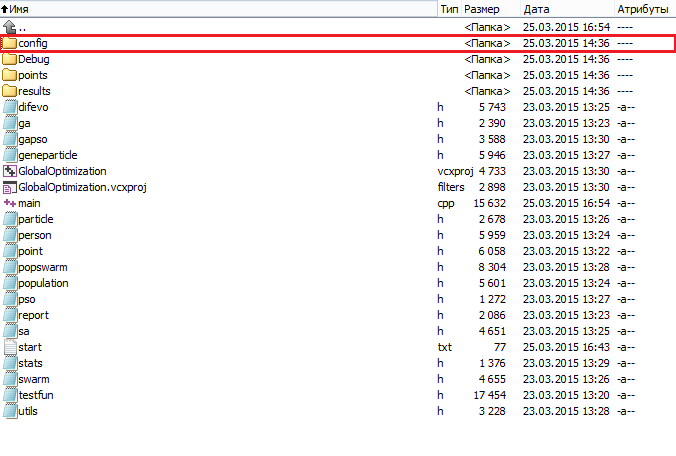 Имя Тип Размер Дата Атрибуты
.. <Папка> 25.03.2015 16:54 ----
config <Папка> 25.03.2015 14:36 ----
Debug <Папка> 25.03.2015 14:36 ----
points <Папка> 25.03.2015 14:36 ----
results <Папка> 25.03.2015 14:36 ----
difevo h 5 743 23.03.2015 13:25 -a--
ga h 2 390 23.03.2015 13:23 -a--
gapso h 3 588 23.03.2015 13:30 -a--
geneparticle h 5 946 23.03.2015 13:27 -a--
GlobalOptimization vcxproj 4 733 23.03.2015 13:30 -a--
GlobalOptimization.vcxproj filters 2 898 23.03.2015 13:30 -a--
main cpp 15 632 25.03.2015 16:54 -a--
particle h 2 678 23.03.2015 13:26 -a--
person h 5 959 23.03.2015 13:24 -a--
point h 6 058 23.03.2015 13:22 -a--
popswarm h 8 304 23.03.2015 13:28 -a--
population h 5 601 23.03.2015 13:24 -a--
pso h 1 272 23.03.2015 13:27 -a--
report h 2 086 23.03.2015 13:23 -a--
sa h 4 651 23.03.2015 13:25 -a--
start txt 77 25.03.2015 16:43 -a--
stats h 1 376 23.03.2015 13:29 -a--
swarm h 4 655 23.03.2015 13:26 -a--
testfun h 17 454 23.03.2015 13:20 -a--
utils h 3 228 23.03.2015 13:28 -a--